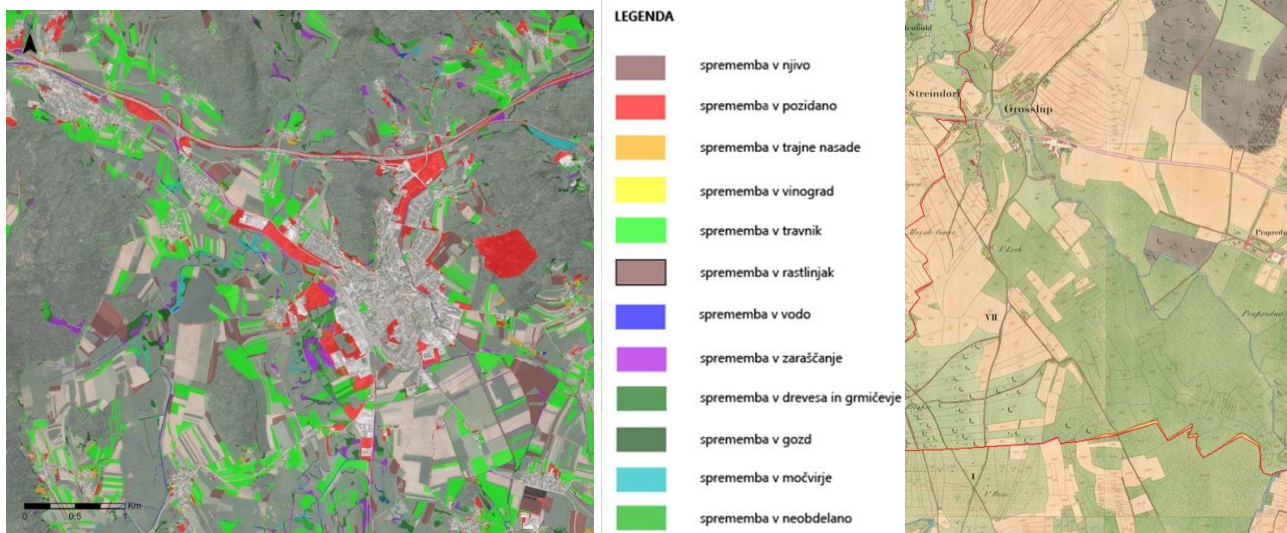 Km
0
0.5
1
LEGENDA
sprememba v njivo
sprememba v pozidano
sprememba v trajne nasade
sprememba v vinograd
sprememba v travnik
sprememba v rastlinjak
sprememba v vodo
sprememba v zaraščanje
sprememba v drevesa in grmičevje
sprememba v gozd
sprememba v močvirje
sprememba v neobdelano
Streindorf
Grosslup
VII
I